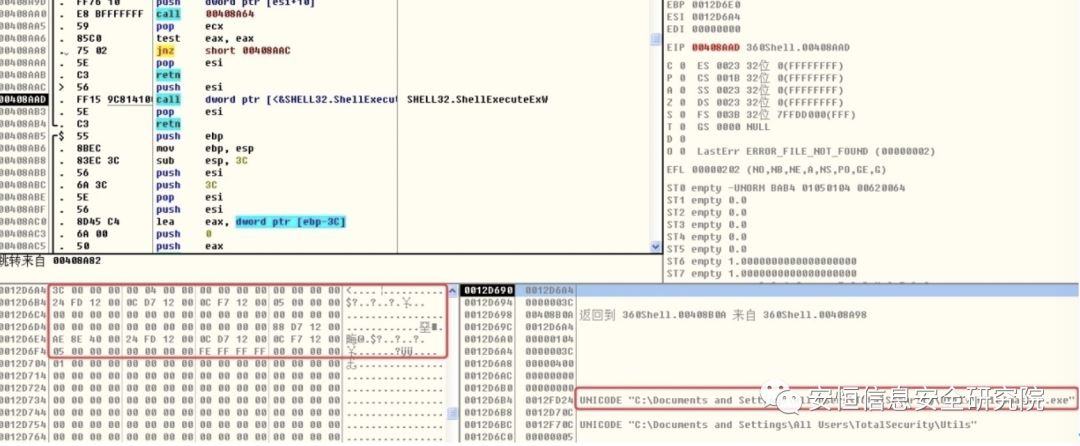 00408A9D . FF76 10 push dword ptr [esi+10]
00408AA0 . E8 BFFFFFFF call 00408A64
00408AA5 . 59 pop ecx
00408AA6 . 85C0 test eax, eax
00408AA8 . 75 02 jnz short 00408AAC
00408AAA . 5E pop esi
00408AAB . C3 retn
00408AAC > 56 push esi
00408AAD . FF15 9C81410 call dword ptr [<&SHELL32.ShellExecut SHELL32.ShellExecuteExW
00408AB3 . 5E pop esi
00408AB4 . C3 retn
00408AB5 $ 55 push ebp
00408AB6 . 8BEC mov ebp, esp
00408AB8 . 83EC 3C sub esp, 3C
00408ABB . 56 push esi
00408ABC . 6A 3C push 3C
00408ABE . 5E pop esi
00408ABF . 56 push esi
00408AC0 . 8D45 C4 lea eax, dword ptr [ebp-3C]
00408AC3 . 6A 00 push 0
00408AC5 . 50 push eax
跳转来自 00408A82
EBP 0012D6E0
ESI 0012D6A4
EDI 00000000
EIP 00408AAD 360Shell.00408AAD
C 0 ES 0023 32位 0(FFFFFFFF)
P 0 CS 001B 32位 0(FFFFFFFF)
A 0 SS 0023 32位 0(FFFFFFFF)
Z 0 DS 0023 32位 0(FFFFFFFF)
S 0 FS 003B 32位 7FFDD000(FFF)
T 0 GS 0000 NULL
D 0
O 0 LastErr ERROR_FILE_NOT_FOUND (00000002)
EFL 00000202 (NO,NB,NE,A,NS,PO,GE,G)
ST0 empty -UNORM BAB4 01050104 00620064
ST1 empty 0.0
ST2 empty 0.0
ST3 empty 0.0
ST4 empty 0.0
ST5 empty 0.0
ST6 empty 1.0000000000000000000
ST7 empty 1.0000000000000000000
0012D6A4 3C 00 00 00 00 04 00 00 00 00 00 00 00 00 00 00 <...............
0012D6B4 24 FD 12 00 0C D7 12 00 0C F7 12 00 05 00 00 00
0012D6C4 00 00 00 00 00 00 00 00 00 00 00 00 00 00 00 00 ................
0012D6D4 00 00 00 00 00 00 00 00 00 00 00 00 88 D7 12 00
0012D6E4 AE 8E 40 00 24 FD 12 00 0C D7 12 00 0C F7 12 00
0012D6F4 05 00 00 00 00 00 00 00 FE FF FF FF 00 00 00 00
0012D704 01 00 00 00 00 00 00 00 00 00 00 00 00 00 00 00
0012D714 00 00 00 00 00 00 00 00 00 00 00 00 00 00 00 00 ................
0012D724 00 00 00 00 00 00 00 00 00 00 00 00 00 00 00 00 ................
0012D734 00 00 00 00 00 00 00 00 00 00 00 00 00 00 00 00 ................
0012D744 00 00 00 00 00 00 00 00 00 00 00 00 00 00 00 00 ................
0012D754 00 00 00 00 00 00 00 00 00 00 00 00 00 00 00 00 ................
0012D690 0012D6A4
0012D694 0000003C
0012D698 00408B0A 返回到 360Shell.00408B0A 来自 360Shell.00408A98
0012D69C 0012D6A4
0012D6A0 00000104
0012D6A4 0000003C
0012D6A8 00000400
0012D6AC 00000000
0012D6B0 00000000
0012D6B4 0012FD24 UNICODE "C:\Documents and Settings\ .exe"
0012D6B8 0012D70C
0012D6BC 0012F70C UNICODE "C:\Documents and Settings\All Users\TotalSecurity\Utils"
0012D6C0 00000005
安恒信息安全研究院